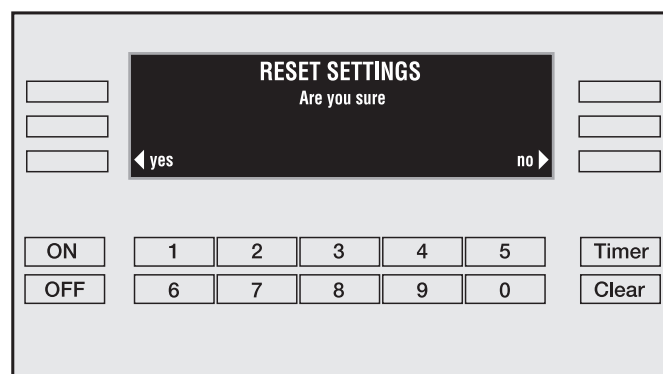 RESET SETTINGS
Are you sure
yes no
ON 1 2 3 4 5 Timer
OFF 6 7 8 9 0 Clear